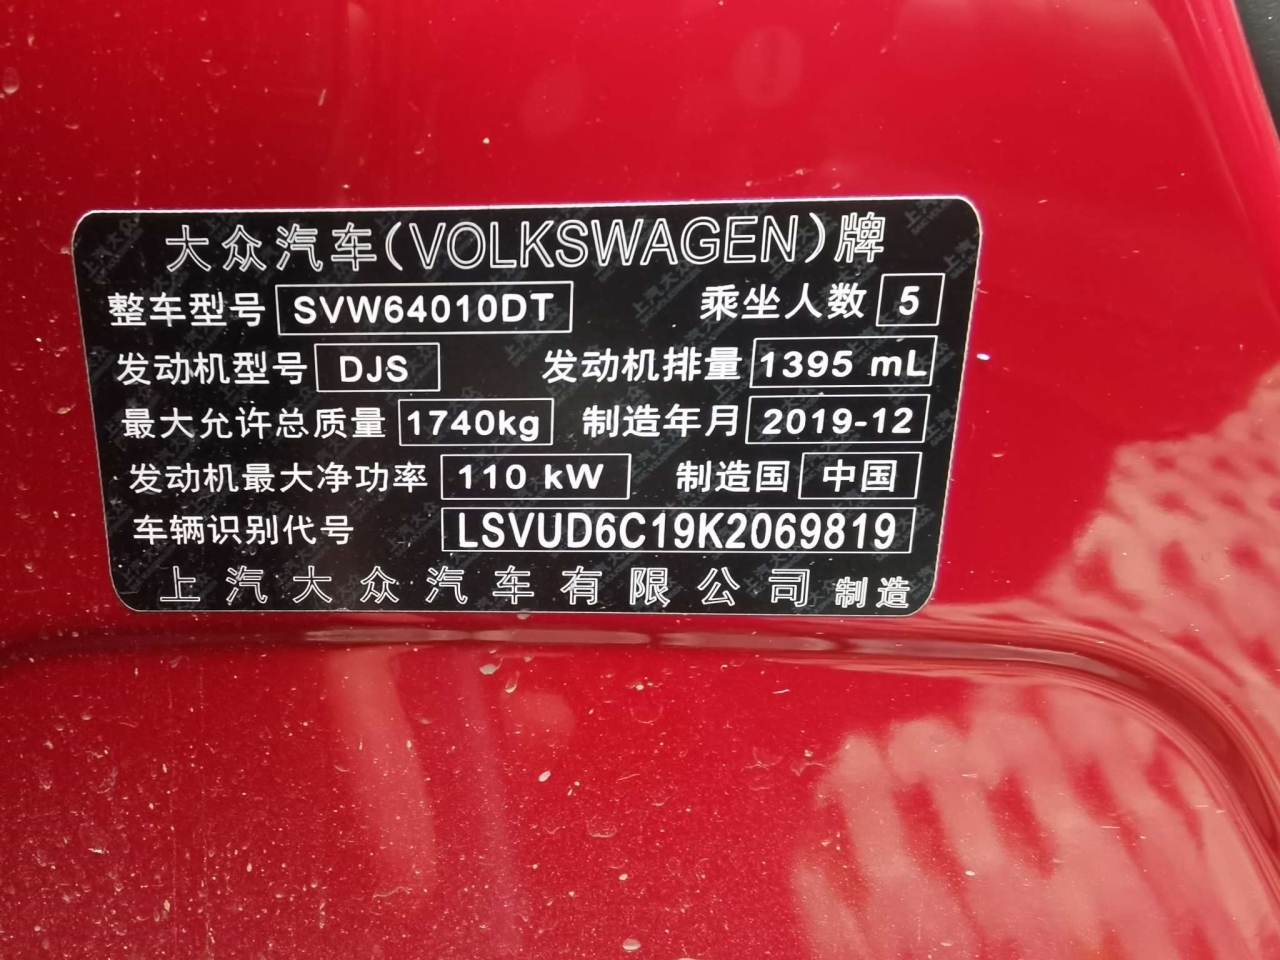 大众汽车(VOLKSWAGEN)牌
整车型号 SVW64010DT 乘坐人数 5
发动机型号 DJS 发动机排量 1395 mL
最大允许总质量 1740kg 制造年月 2019-12
发动机最大净功率 110 kW 制造国 中国
车辆识别代号 LSVUD6C19K2069819
上汽大众汽车有限公司 制造